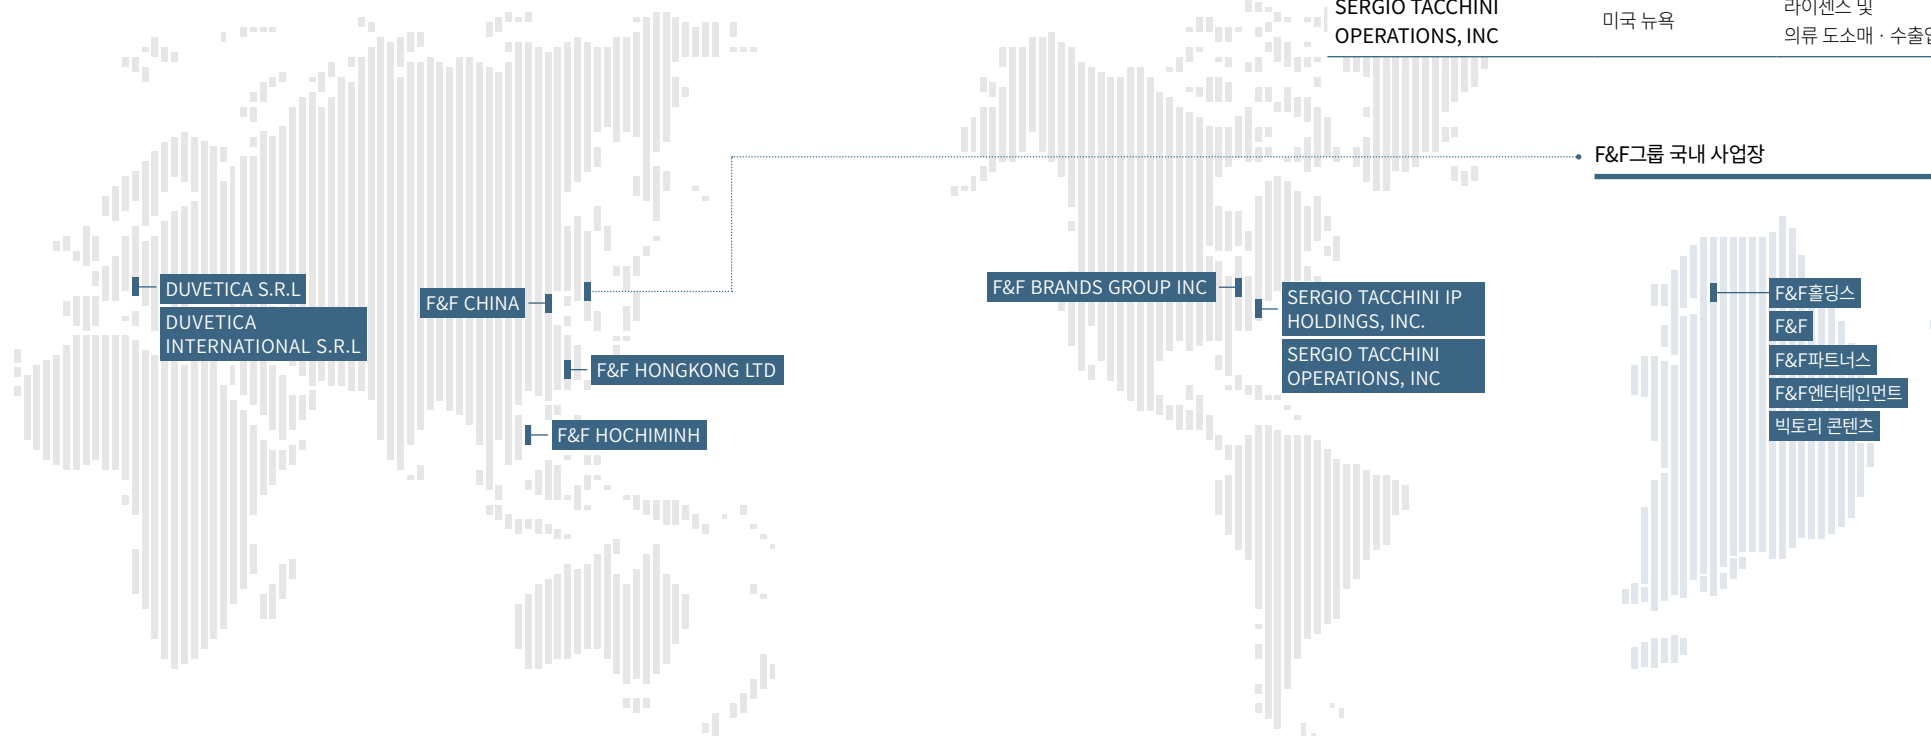 SERGIO TACCHINI
OPERATIONS, INC
미국 뉴욕
라이센스 및
의류 도소매 · 수출입
F&F그룹 국내 사업장
DUVETICA S.R.L
DUVETICA
INTERNATIONAL S.R.L
F&F CHINA
F&F HONGKONG LTD
F&F HOCHIMINH
F&F BRANDS GROUP INC
SERGIO TACCHINI IP
HOLDINGS, INC.
SERGIO TACCHINI
OPERATIONS, INC
F&F홀딩스
F&F
F&F파트너스
F&F엔터테인먼트
빅토리 콘텐츠